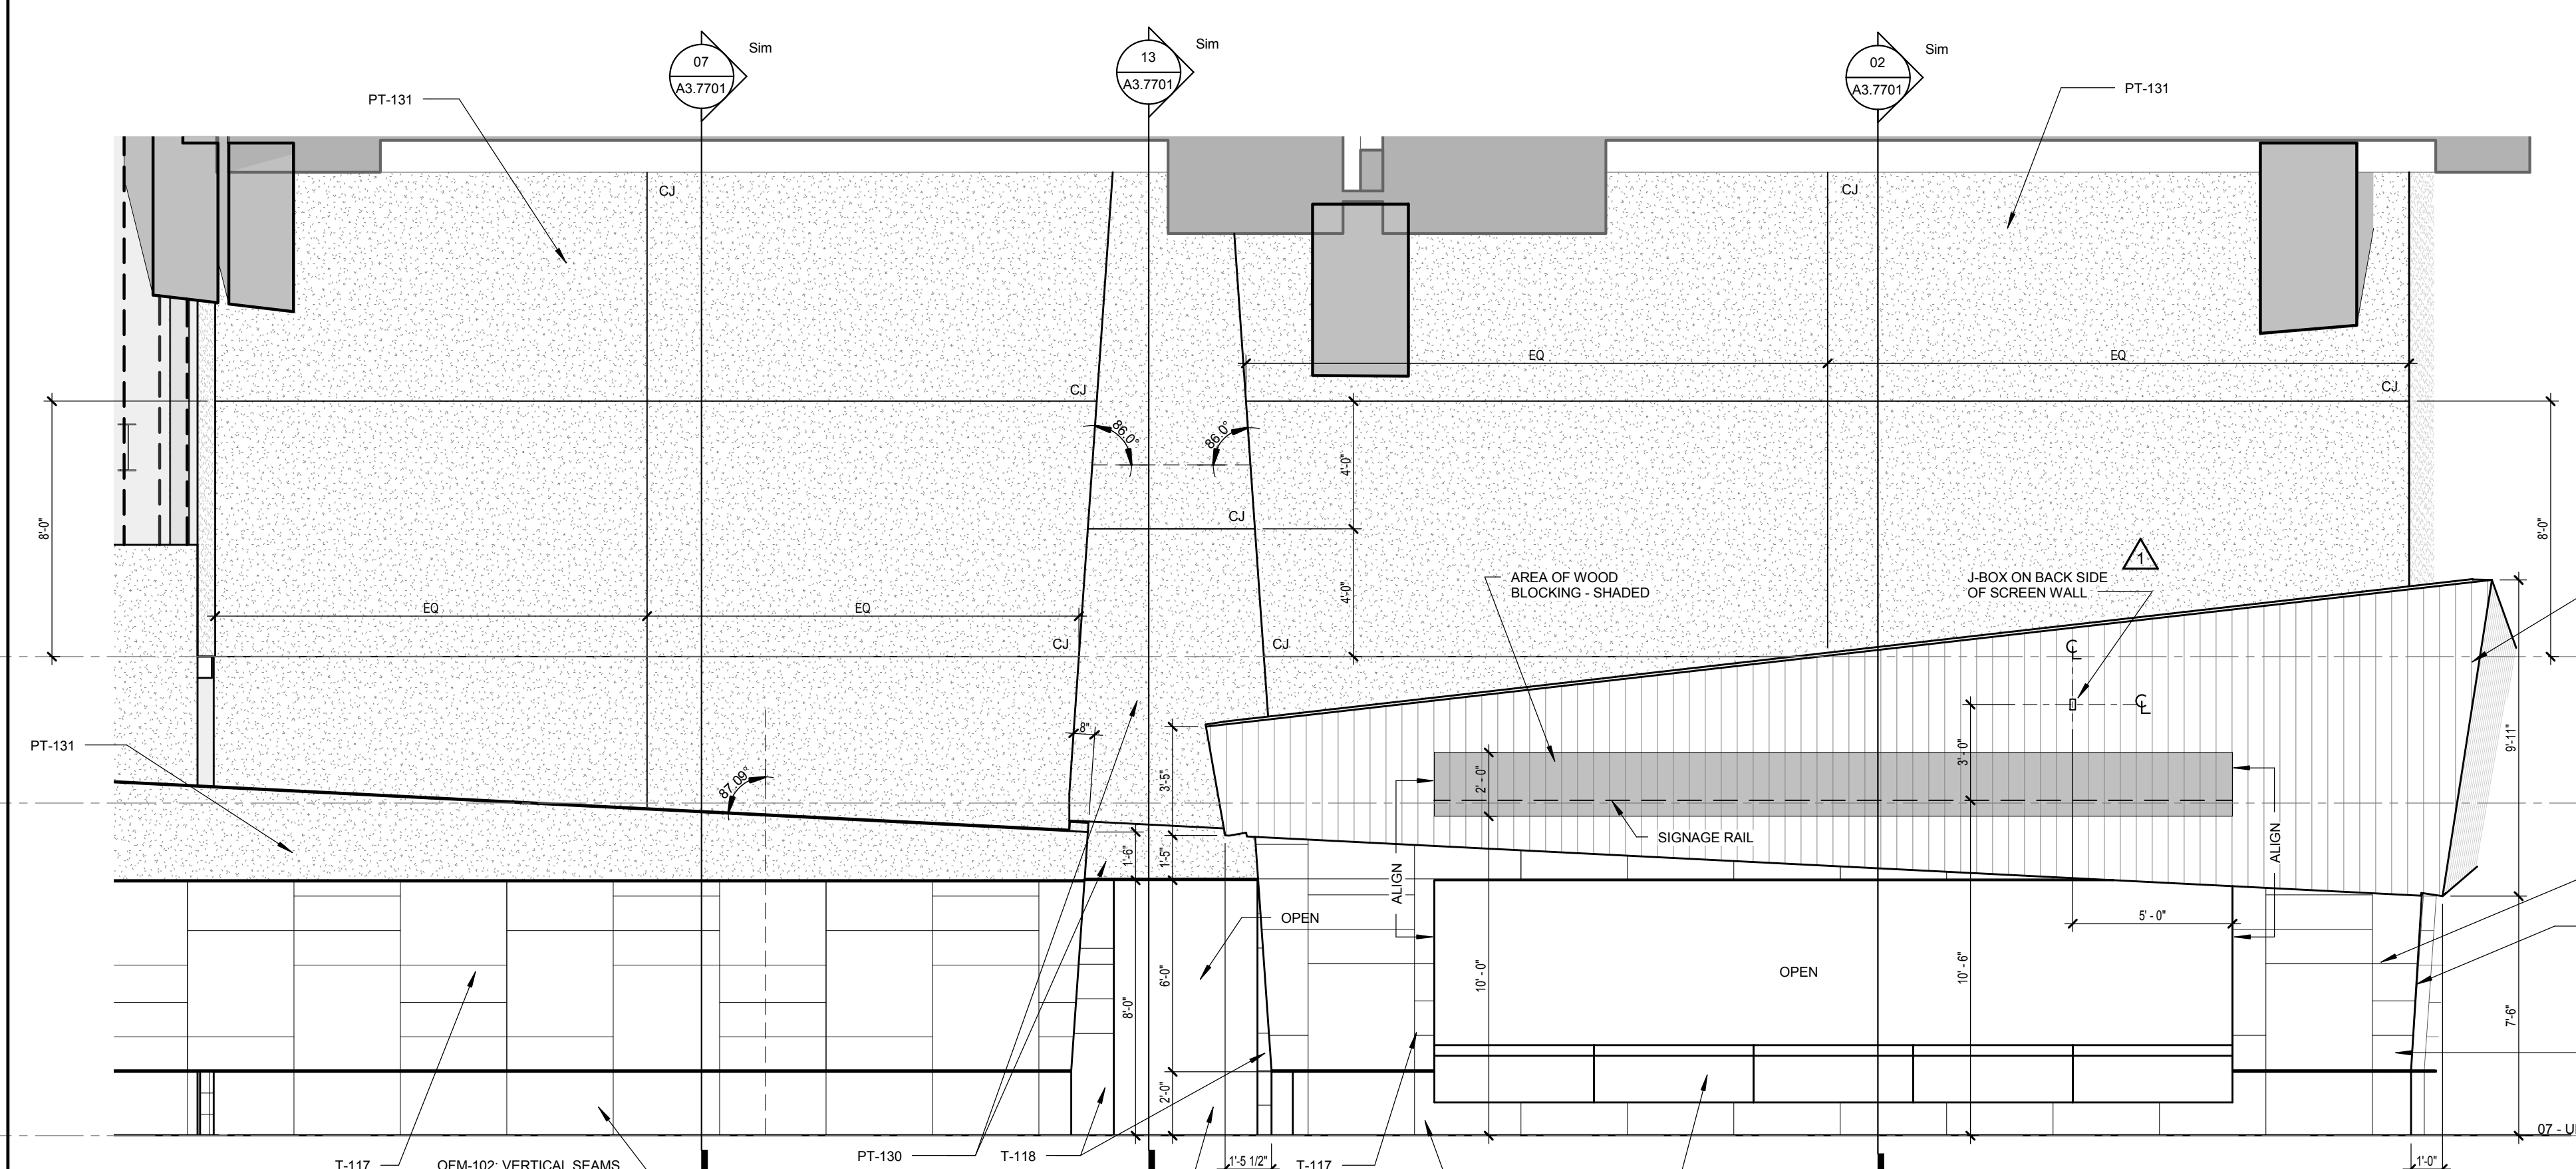 07
A3.7701
Sim
13
A3.7701
Sim
02
A3.7701
Sim
PT-131
PT-131
CJ
CJ
EQ
EQ
CJ
CJ
86.0°
86.0°
4'-0"
8'-0"
8'-0"
CJ
4'-0"
AREA OF WOOD
BLOCKING - SHADED
J-BOX ON BACK SIDE
OF SCREEN WALL
1
EQ
EQ
CJ
CJ
PT-131
8"
87.09°
3'-5"
2' - 0"
3' - 0"
9'-11"
SIGNAGE RAIL
1'-6"
1'-5"
ALIGN
ALIGN
OPEN
5' - 0"
OPEN
6'-0"
8'-0"
10' - 0"
10' - 6"
7'-6"
2'-0"
07 - U
T-117
OFM-102: VERTICAL SEAMS
PT-130
T-118
1'-5 1/2"
T-117
1'-0"